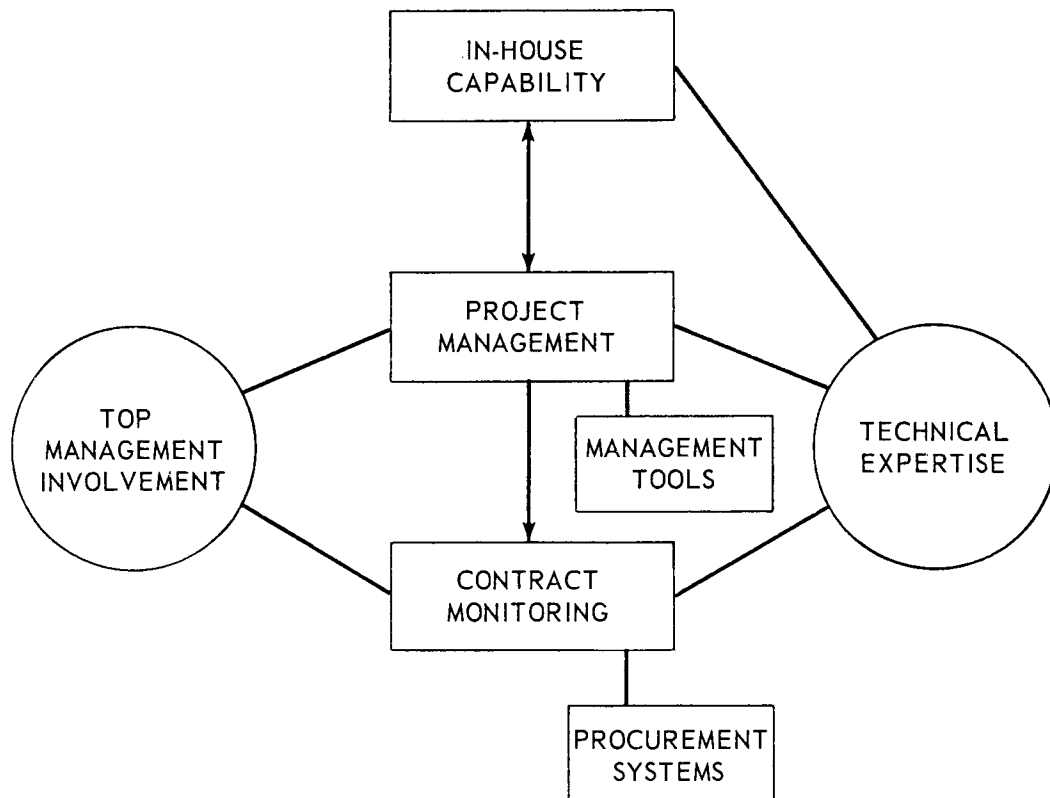 IN-HOUSE
CAPABILITY
PROJECT
MANAGEMENT
TOP
MANAGEMENT
INVOLVEMENT
MANAGEMENT
TOOLS
TECHNICAL
EXPERTISE
CONTRACT
MONITORING
PROCUREMENT
SYSTEMS